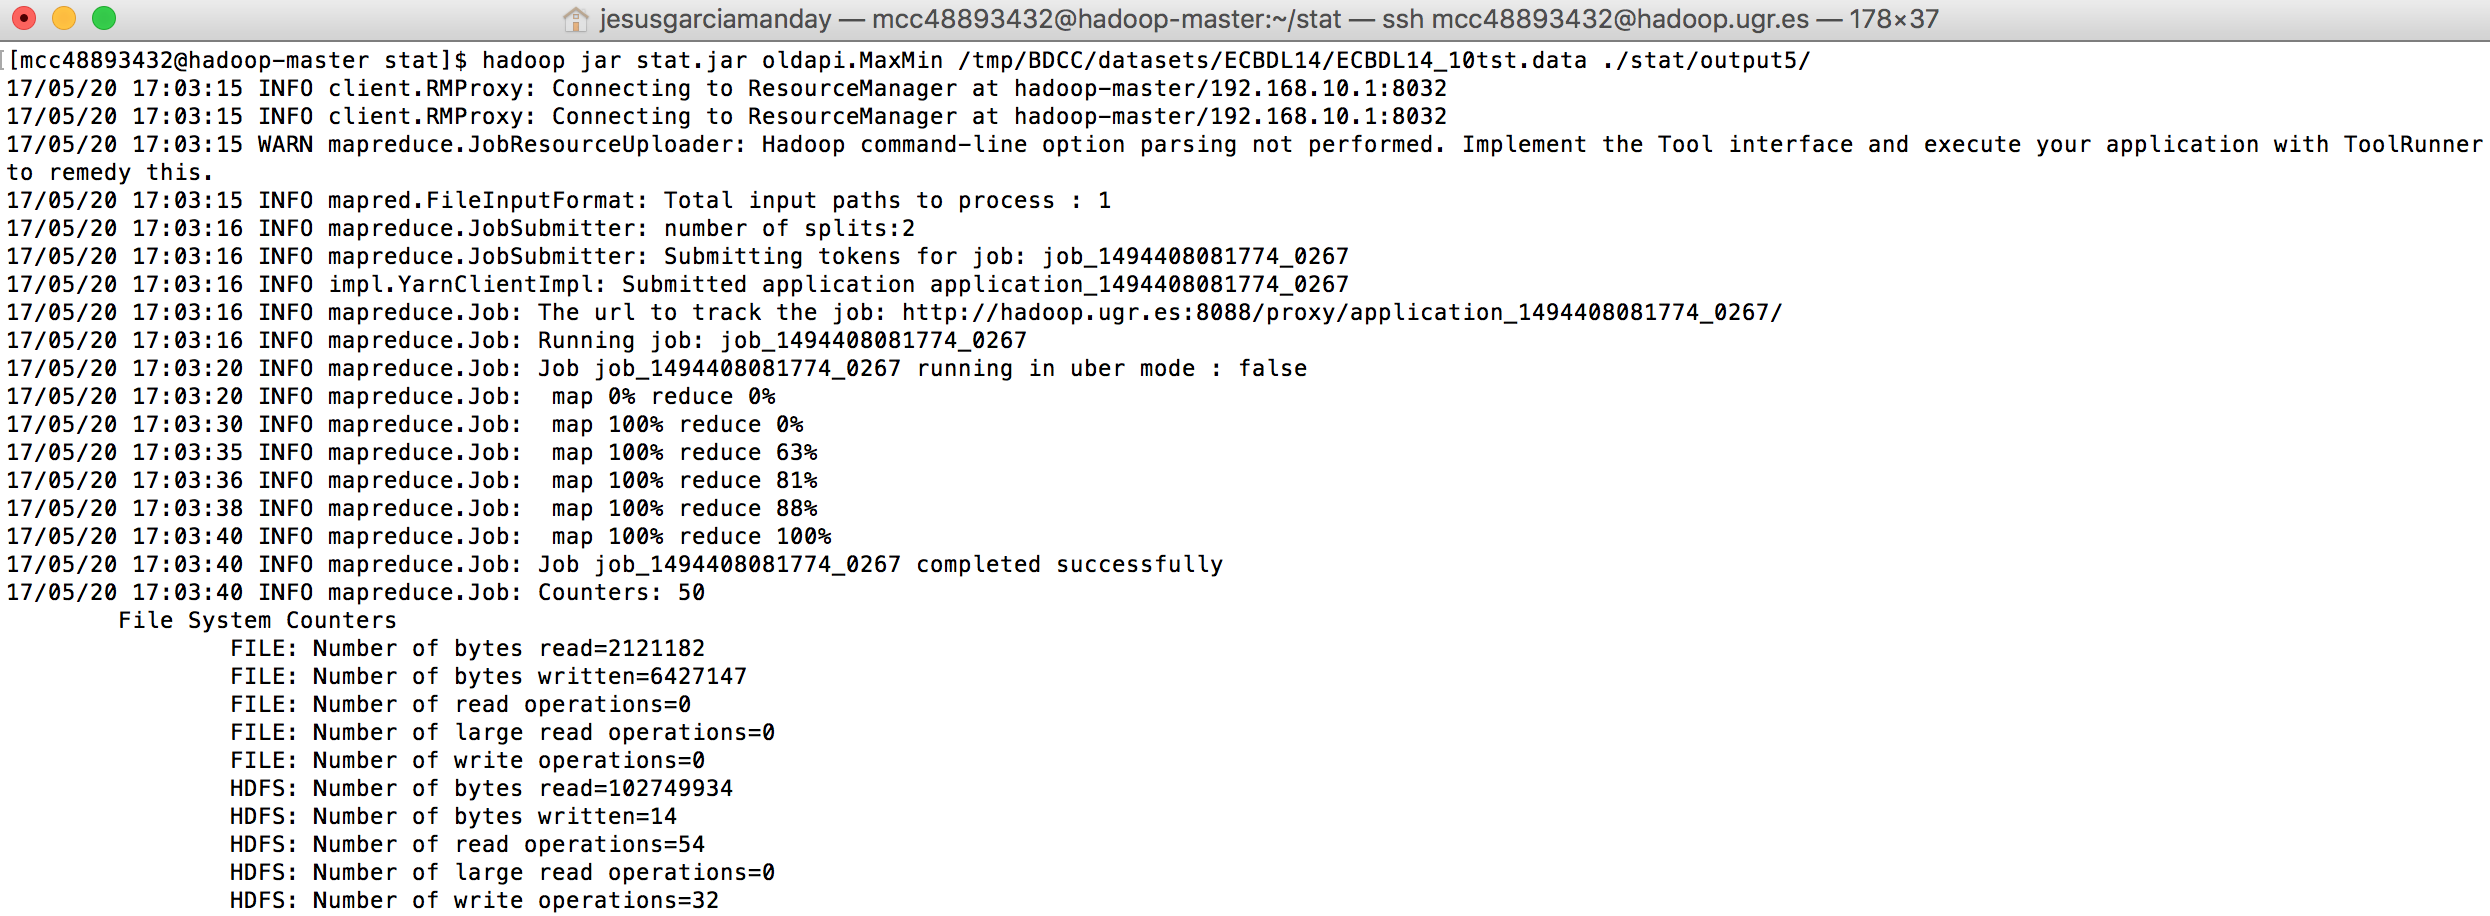 jesusgarciamanday — mcc48893432@hadoop-master:~/stat — ssh mcc48893432@hadoop.ugr.es — 178×37
[[mcc48893432@hadoop-master stat]$ hadoop jar stat.jar oldapi.MaxMin /tmp/BDCC/datasets/ECBDL14/ECBDL14_10tst.data ./stat/output5/
17/05/20 17:03:15 INFO client.RMProxy: Connecting to ResourceManager at hadoop-master/192.168.10.1:8032
17/05/20 17:03:15 INFO client.RMProxy: Connecting to ResourceManager at hadoop-master/192.168.10.1:8032
17/05/20 17:03:15 WARN mapreduce.JobResourceUploader: Hadoop command-line option parsing not performed. Implement the Tool interface and execute your application with ToolRunner
to remedy this.
17/05/20 17:03:15 INFO mapred.FileInputFormat: Total input paths to process : 1
17/05/20 17:03:16 INFO mapreduce.JobSubmitter: number of splits:2
17/05/20 17:03:16 INFO mapreduce.JobSubmitter: Submitting tokens for job: job_1494408081774_0267
17/05/20 17:03:16 INFO impl.YarnClientImpl: Submitted application application_1494408081774_0267
17/05/20 17:03:16 INFO mapreduce.Job: The url to track the job: http://hadoop.ugr.es:8088/proxy/application_1494408081774_0267/
17/05/20 17:03:16 INFO mapreduce.Job: Running job: job_1494408081774_0267
17/05/20 17:03:20 INFO mapreduce.Job: Job job_1494408081774_0267 running in uber mode : false
17/05/20 17:03:20 INFO mapreduce.Job:  map 0% reduce 0%
17/05/20 17:03:30 INFO mapreduce.Job:  map 100% reduce 0%
17/05/20 17:03:35 INFO mapreduce.Job:  map 100% reduce 63%
17/05/20 17:03:36 INFO mapreduce.Job:  map 100% reduce 81%
17/05/20 17:03:38 INFO mapreduce.Job:  map 100% reduce 88%
17/05/20 17:03:40 INFO mapreduce.Job:  map 100% reduce 100%
17/05/20 17:03:40 INFO mapreduce.Job: Job job_1494408081774_0267 completed successfully
17/05/20 17:03:40 INFO mapreduce.Job: Counters: 50
File System Counters
FILE: Number of bytes read=2121182
FILE: Number of bytes written=6427147
FILE: Number of read operations=0
FILE: Number of large read operations=0
FILE: Number of write operations=0
HDFS: Number of bytes read=102749934
HDFS: Number of bytes written=14
HDFS: Number of read operations=54
HDFS: Number of large read operations=0
HDFS: Number of write operations=32